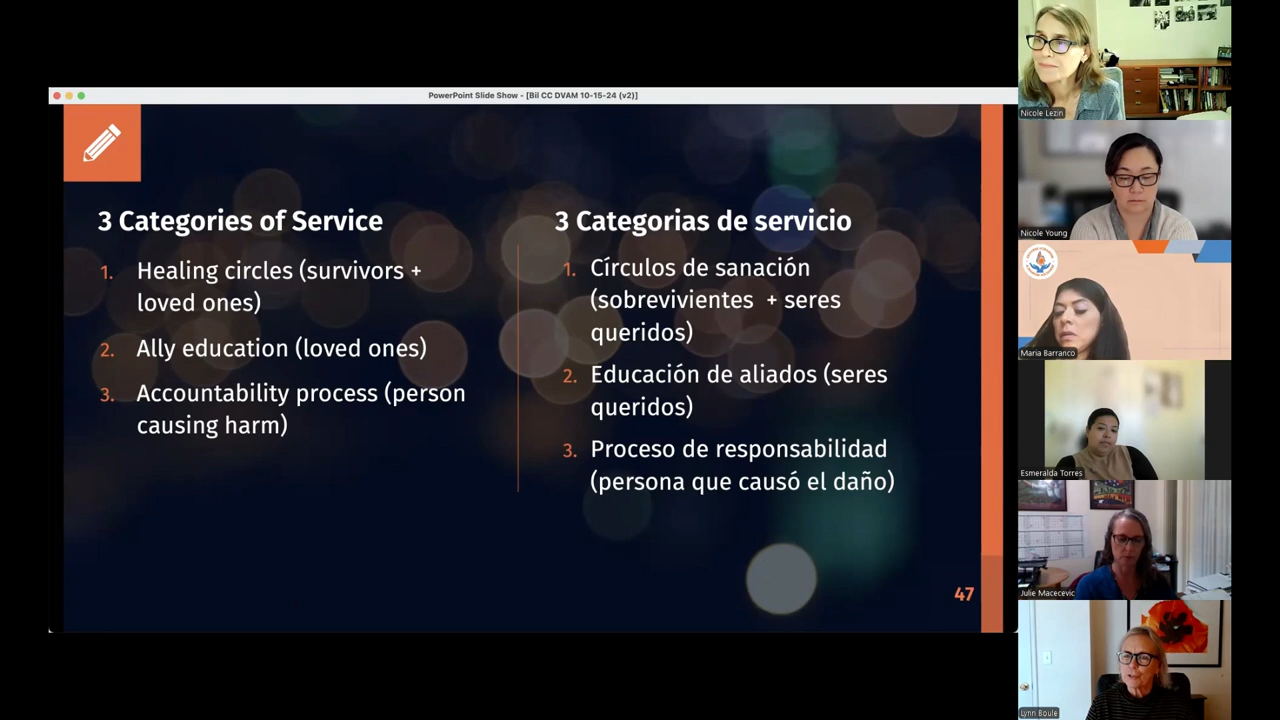 PowerPoint Slide Show - [Bil CC DVAM 10-15-24 (v2)]
3 Categories of Service
1. Healing circles (survivors +
loved ones)
2. Ally education (loved ones)
3. Accountability process (person
causing harm)
3 Categorias de servicio
1. Círculos de sanación
(sobrevivientes + seres
queridos)
2. Educación de aliados (seres
queridos)
3. Proceso de responsabilidad
(persona que causó el daño)
47
Nicole Lezin
Nicole Young
Maria Barranco
Esmeralda Torres
Julie Macecevic
Lynn Boule